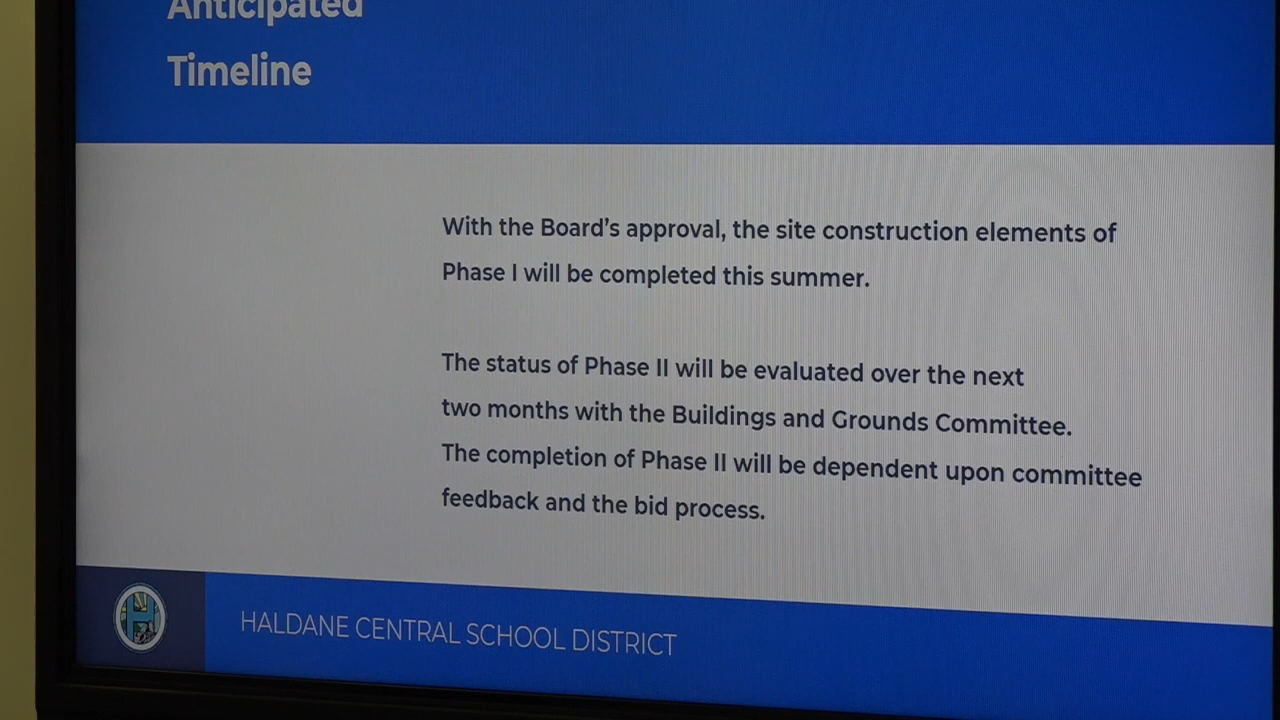 Anticipated
Timeline
With the Board's approval, the site construction elements of
Phase I will be completed this summer.
The status of Phase II will be evaluated over the next
two months with the Buildings and Grounds Committee.
The completion of Phase II will be dependent upon committee
feedback and the bid process.
H
HALDANE CENTRAL SCHOOL DISTRICT